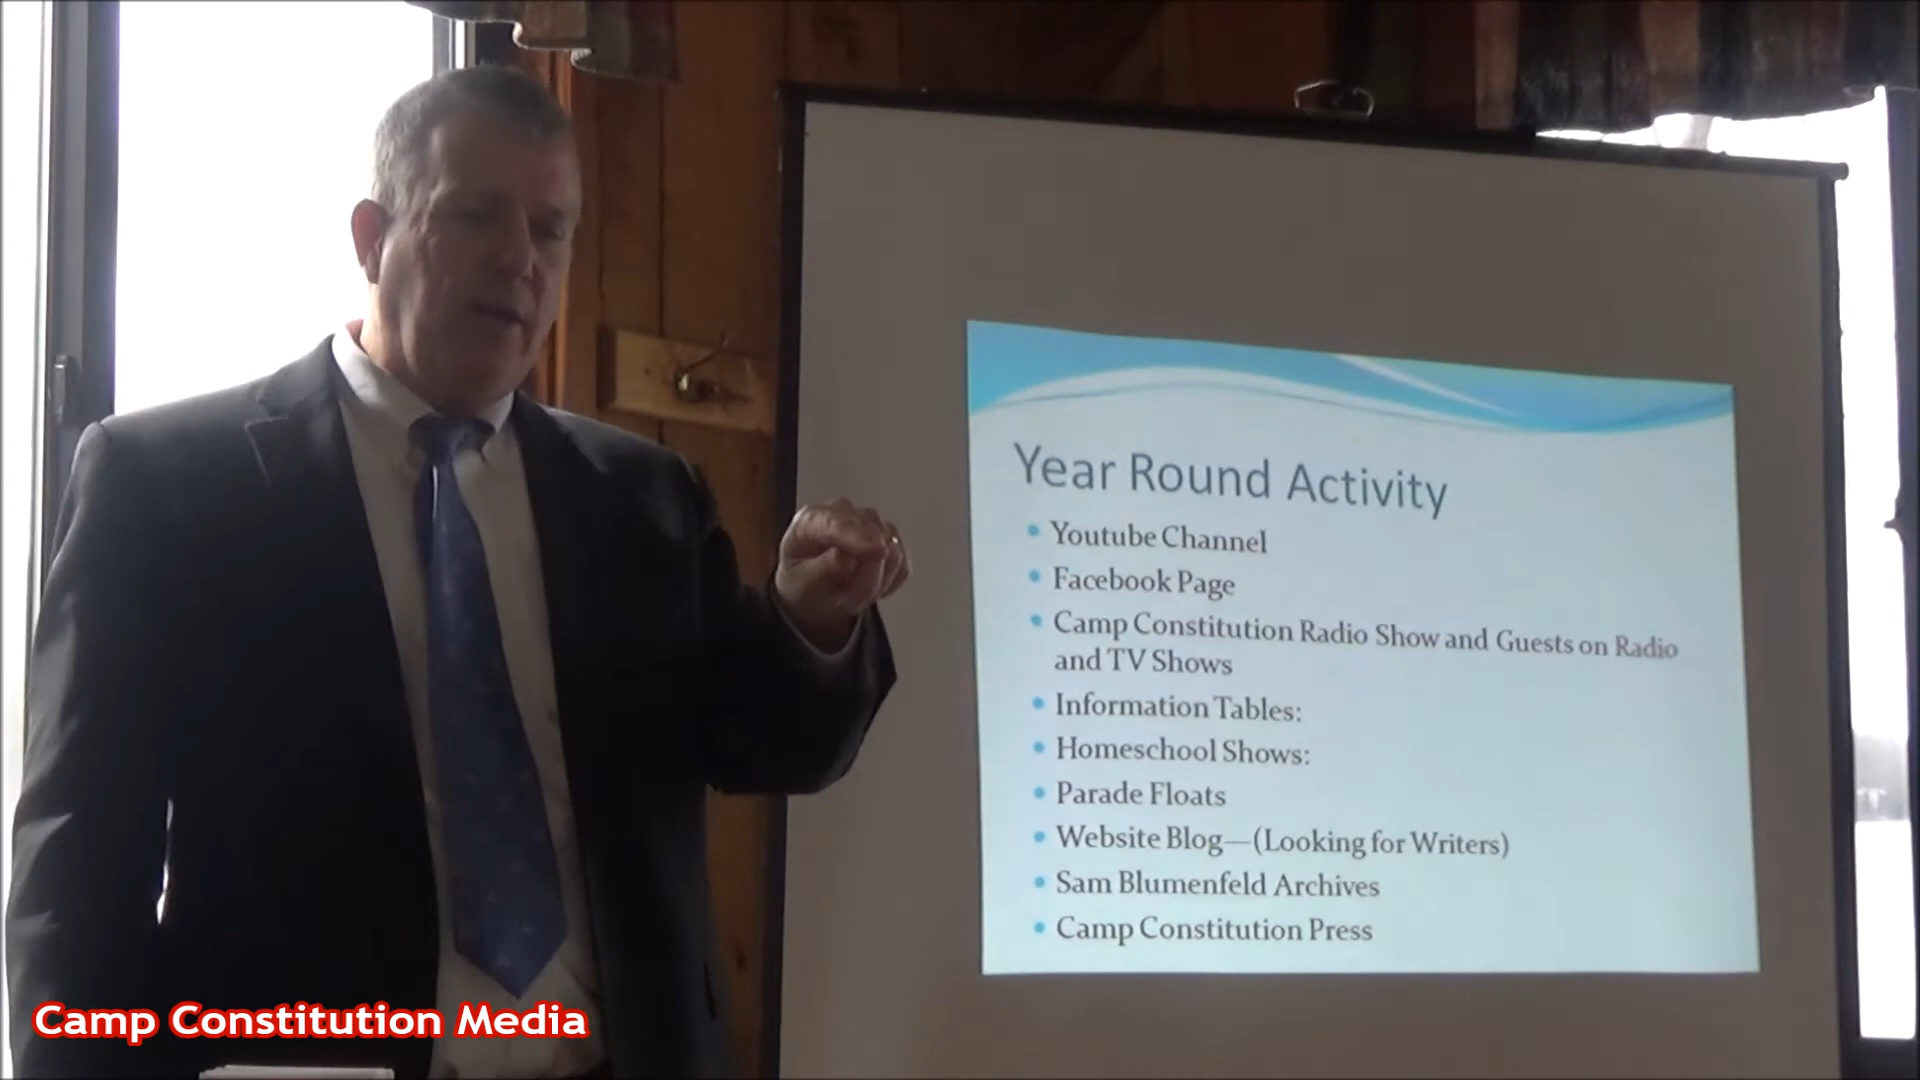 Year Round Activity
Youtube Channel
Facebook Page
Camp Constitution Radio Show and Guests on Radio
and TV Shows
Information Tables:
Homeschool Shows:
Parade Floats
Website Blog—(Looking for Writers)
Sam Blumenfeld Archives
Camp Constitution Press
Camp Constitution Media